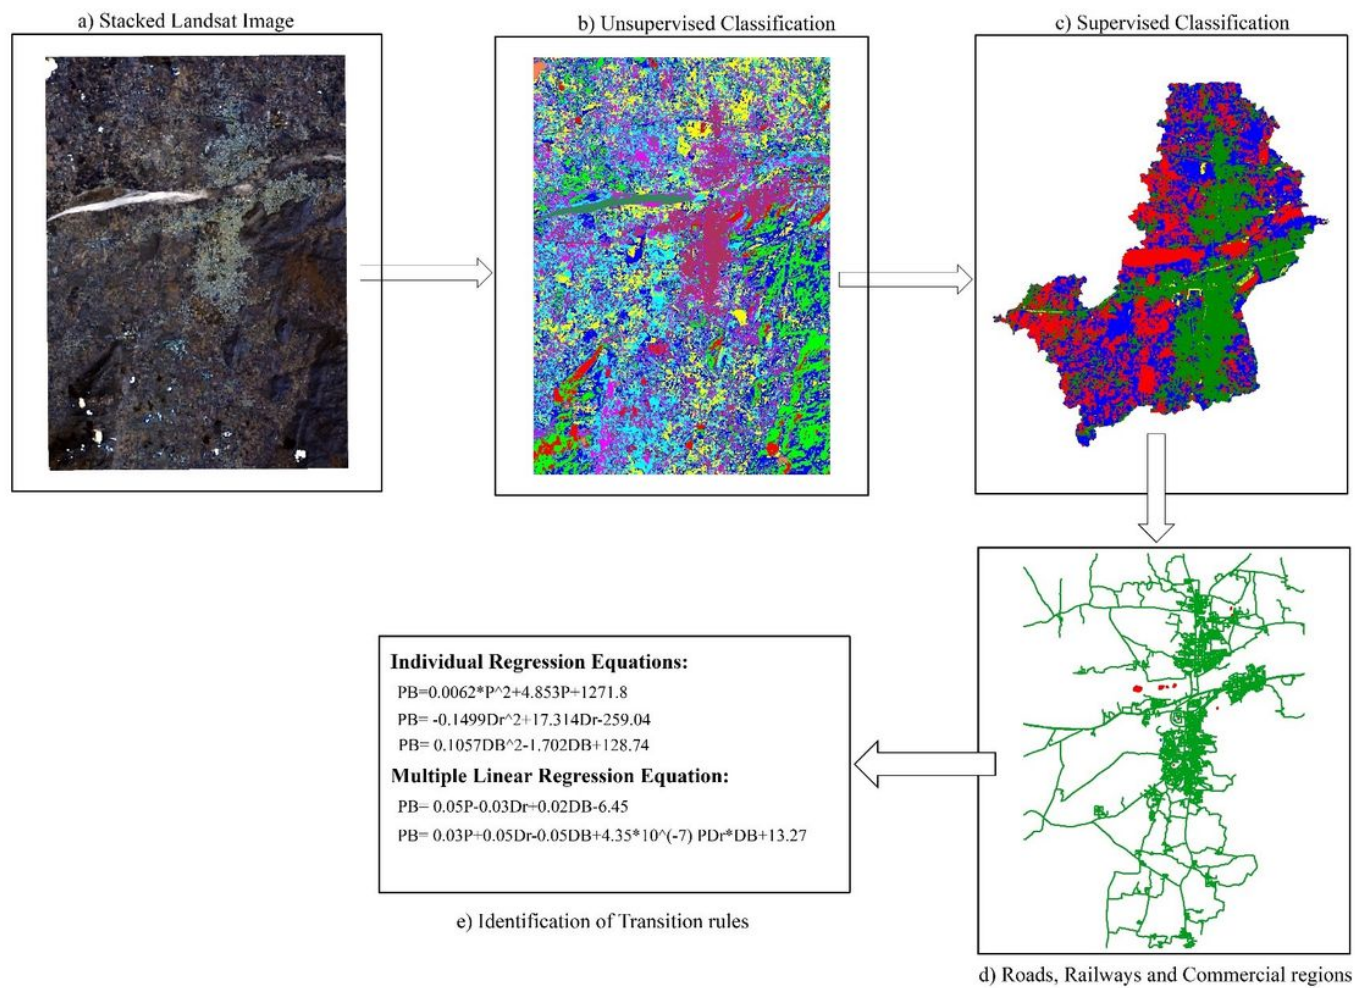 a) Stacked Landsat Image
b) Unsupervised Classification
c) Supervised Classification
Individual Regression Equations:
PB=0.0062*P^2+4.853P+1271.8
PB= -0.1499Dr^2+17.314Dr-259.04
PB= 0.1057DB^2-1.702DB+128.74
Multiple Linear Regression Equation:
PB= 0.05P-0.03Dr+0.02DB-6.45
PB= 0.03P+0.05Dr-0.05DB+4.35*10^(-7) PDr*DB+13.27
e) Identification of Transition rules
d) Roads, Railways and Commercial regions